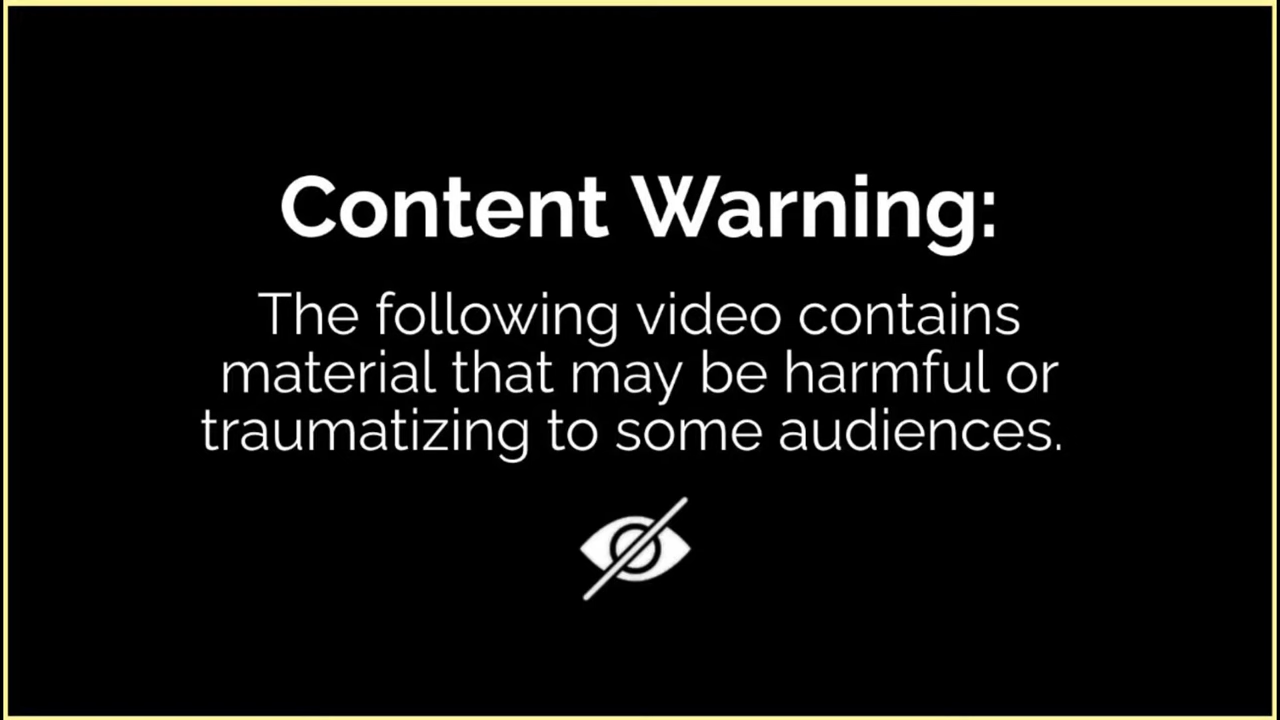 Content Warning:
The following video contains
material that may be harmful or
traumatizing to some audiences.